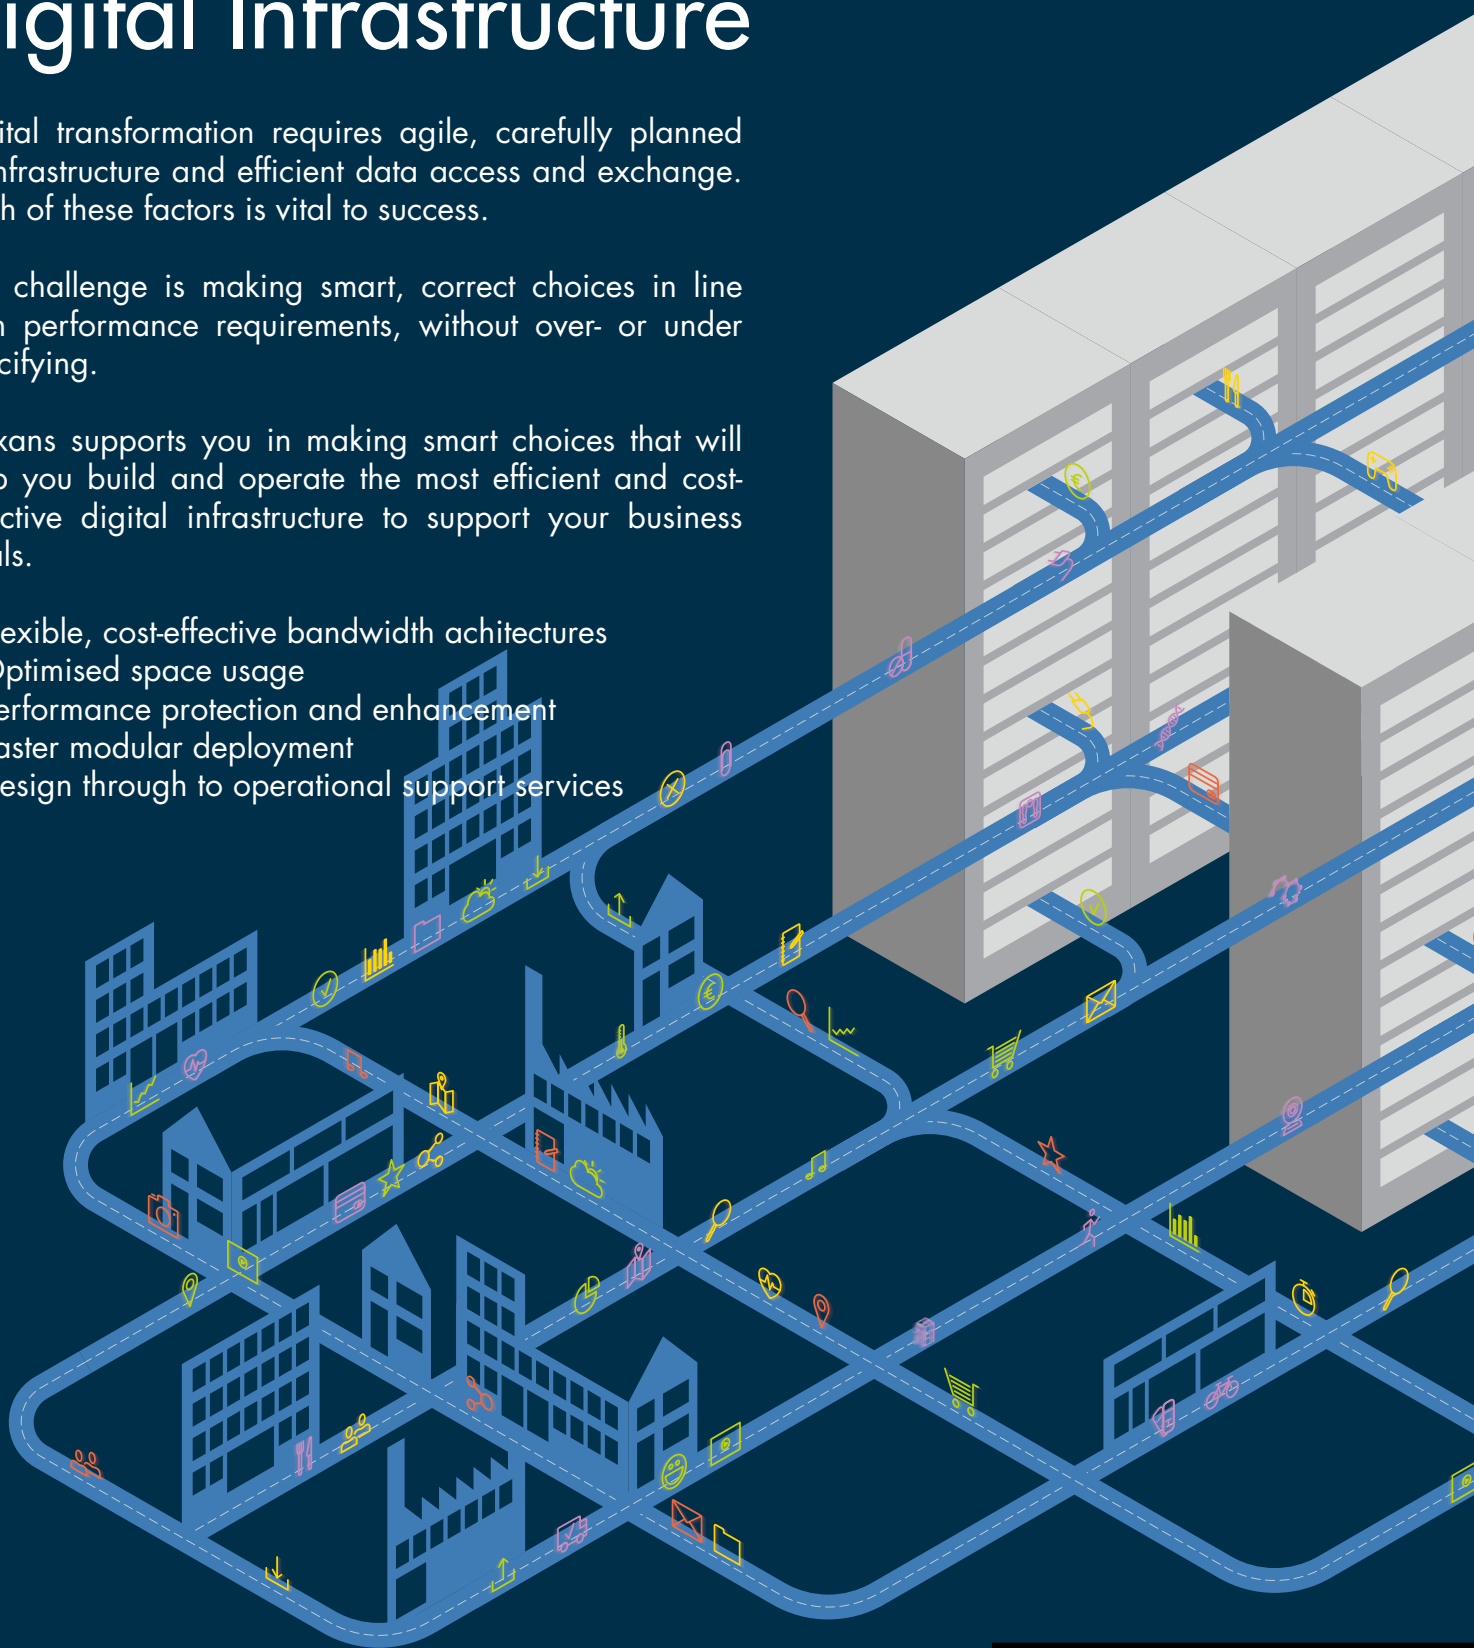 igital Infrastructure
ital transformation requires agile, carefully planned
nfrastructure and efficient data access and exchange.
h of these factors is vital to success.
challenge is making smart, correct choices in line
n performance requirements, without over- or under
cifying.
xans supports you in making smart choices that will
p you build and operate the most efficient and cost-
ctive digital infrastructure to support your business
ls.
lexible, cost-effective bandwidth achitectures
Optimised space usage
erformance protection and enhancement
aster modular deployment
esign through to operational support services